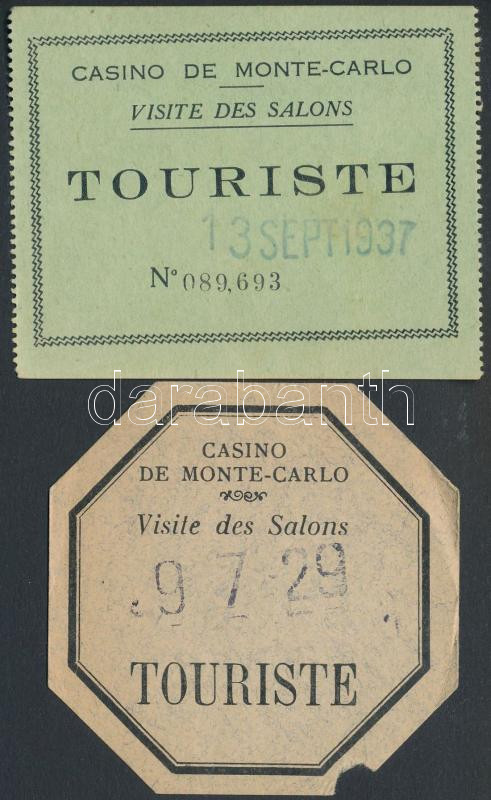 CASINO DE MONTE-CARLO
VISITE DES SALONS
TOURISTE
13 SEPT 1937
N° 089,693
darabanth
CASINO
DE MONTE-CARLO
Visite des Salons
9 7 29
TOURISTE